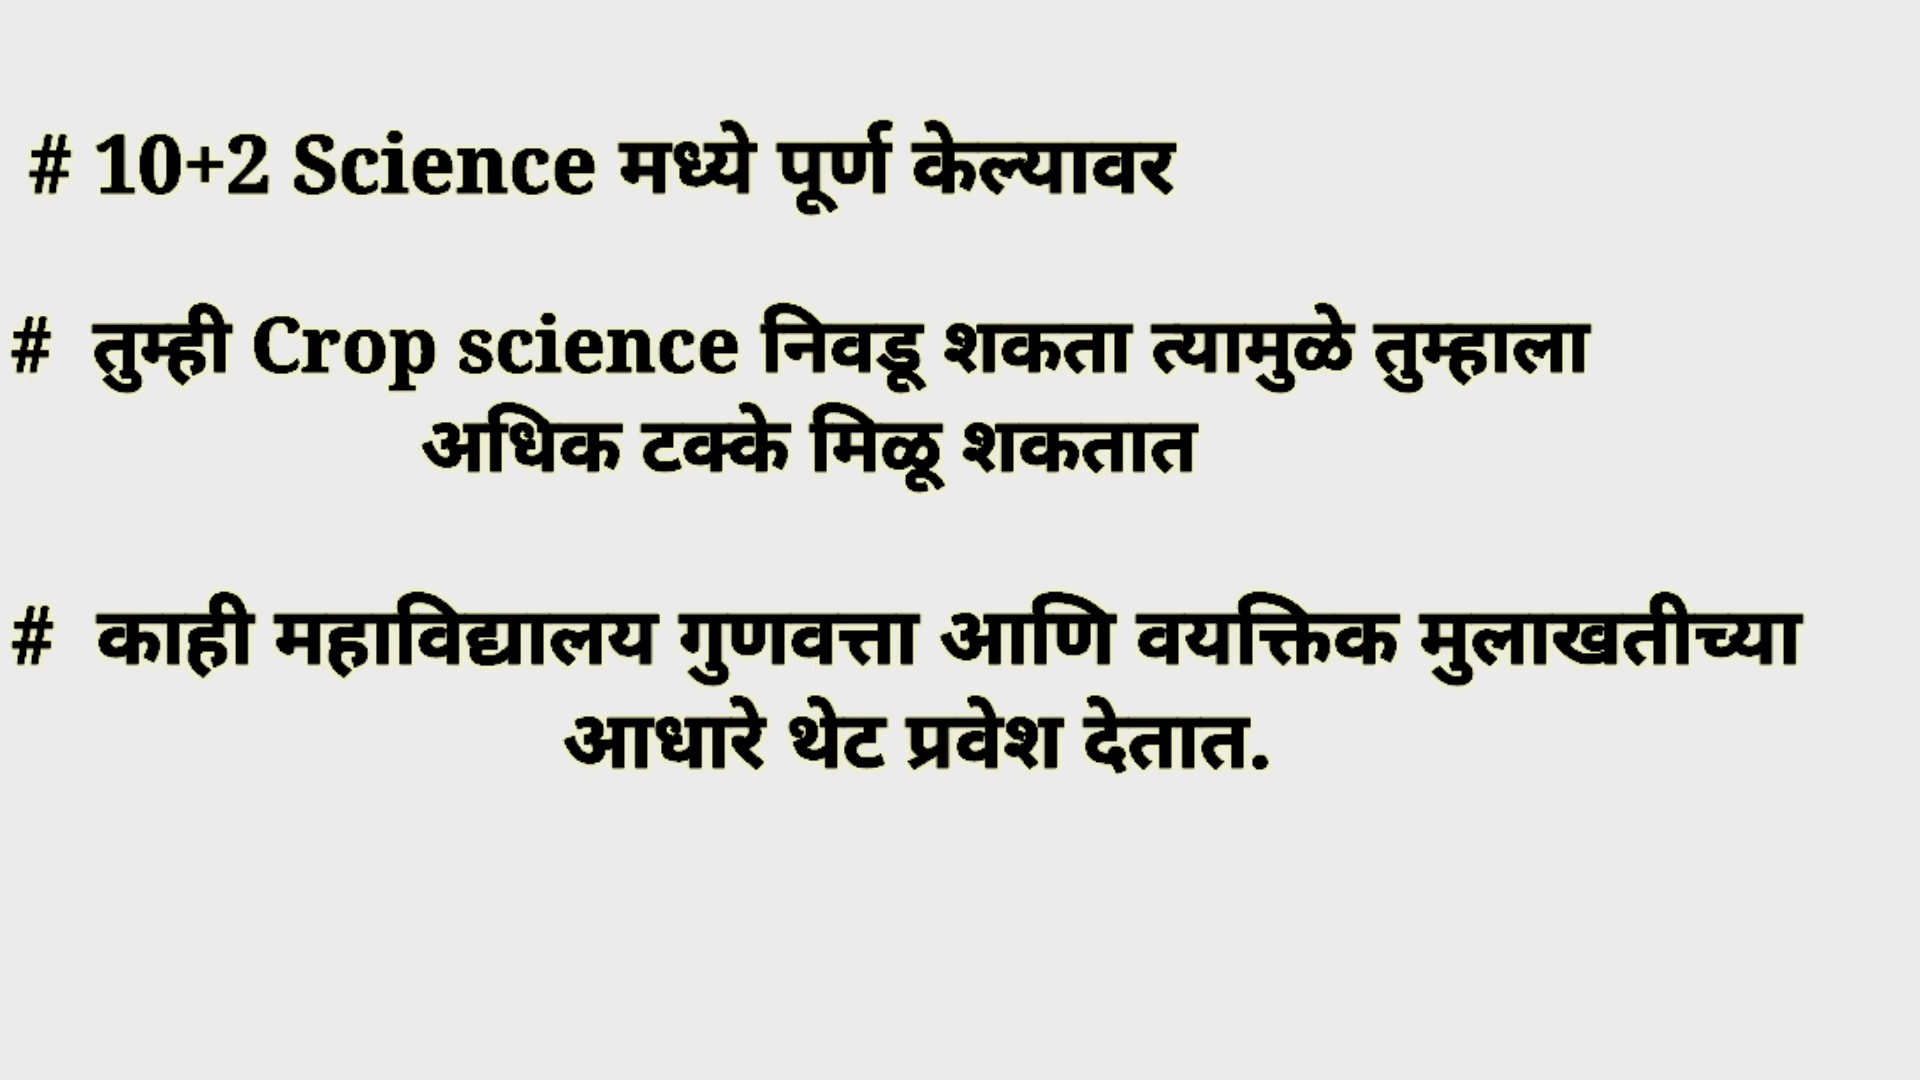 # 10+2 Science मध्ये पूर्ण केल्यावर
# तुम्ही Crop science निवडू शकता त्यामुळे तुम्हाला
अधिक टक्के मिळू शकतात
# काही महाविद्यालय गुणवत्ता आणि वयक्तिक मुलाखतीच्या
आधारे थेट प्रवेश देतात.